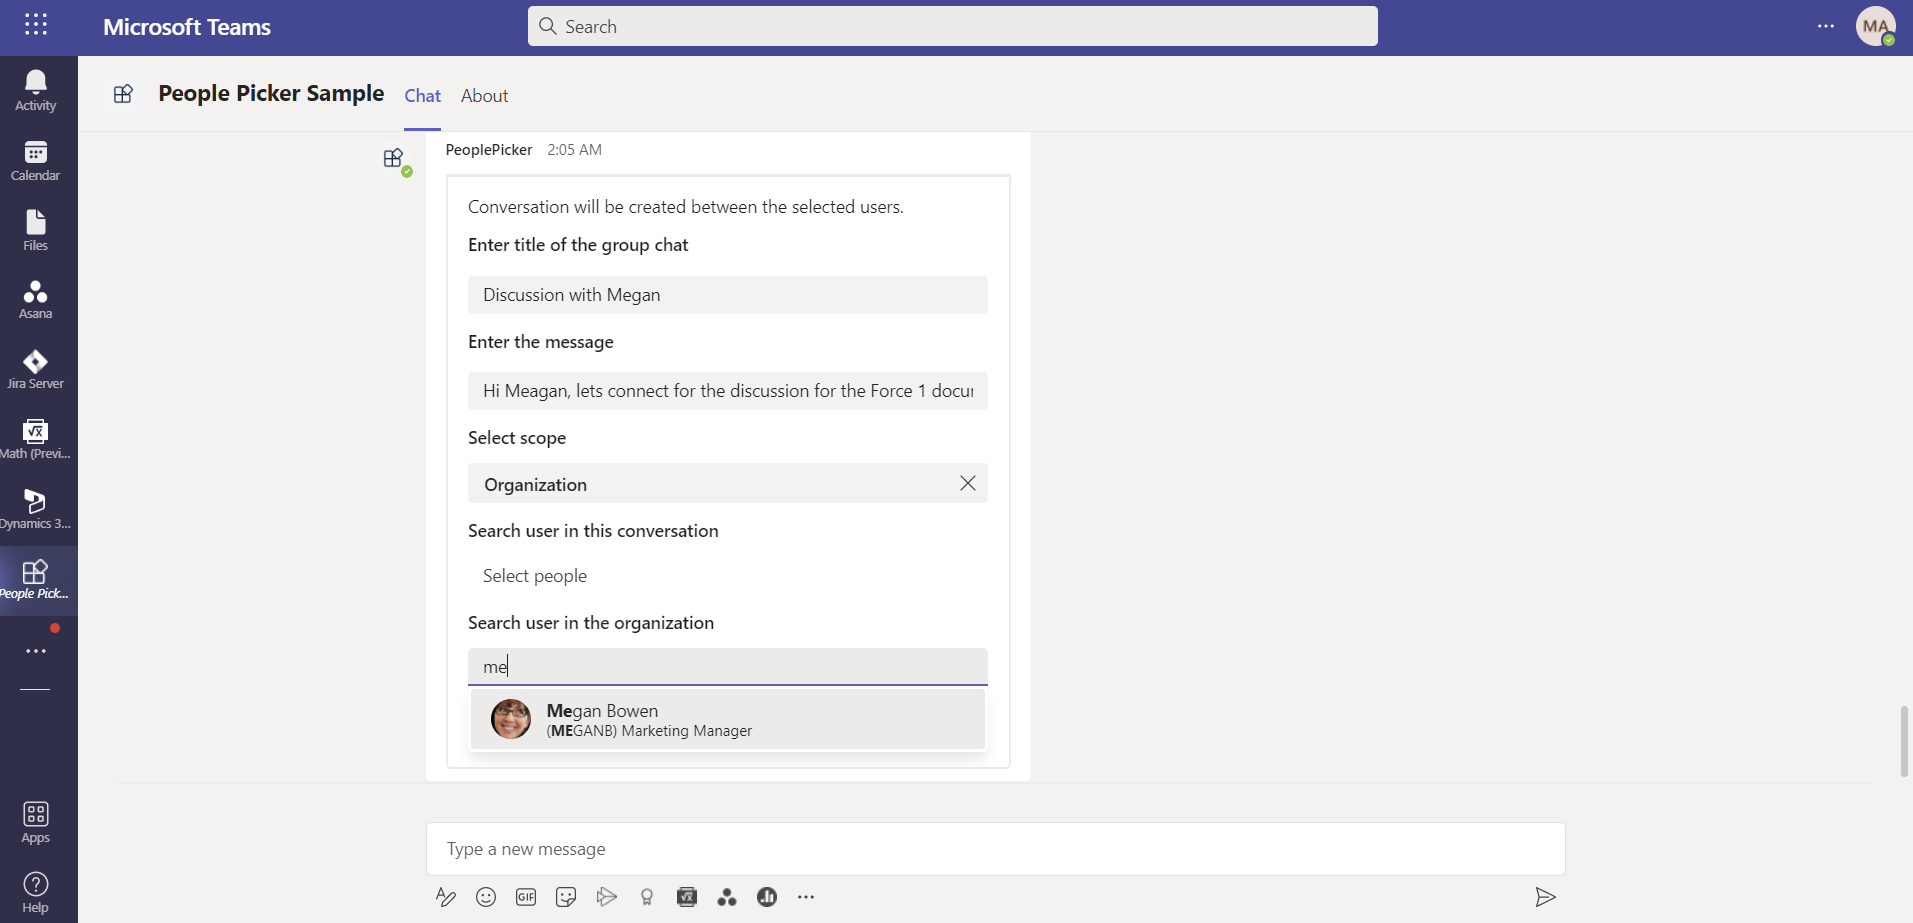 Microsoft Teams
Search
MA
Activity
Calendar
Files
Asana
Jira Server
Math (Previ...
Dynamics 3...
People Pick...
Apps
Help
People Picker Sample
Chat
About
PeoplePicker 2:05 AM
Conversation will be created between the selected users.
Enter title of the group chat
Discussion with Megan
Enter the message
Hi Meagan, lets connect for the discussion for the Force 1 docu
Select scope
Organization
Search user in this conversation
Select people
Search user in the organization
me
Megan Bowen
(MEGANB) Marketing Manager
Type a new message
GIF